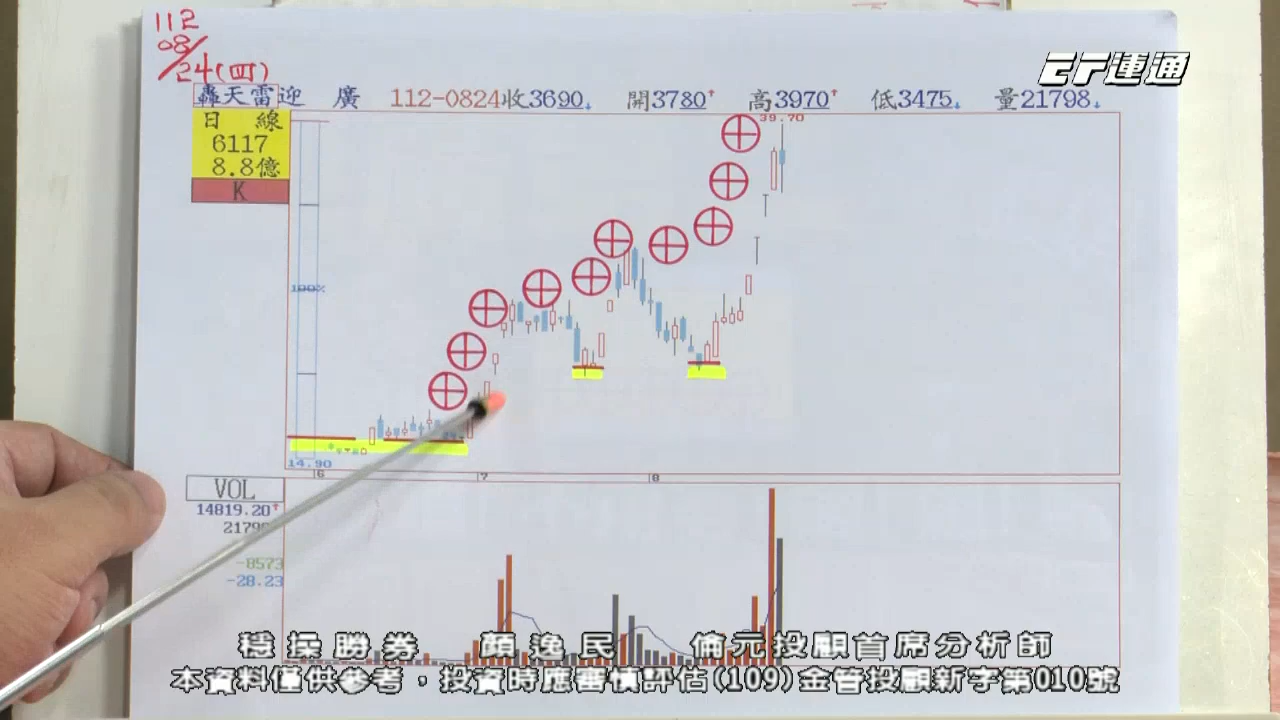 112
08/
24(四)
EF運通
轟天雷迎 廣 112-0824收3690↓ 開3780↑ 高3970↑ 低3475↓ 量21798↓
日 線
6117
8.8億
K
39.70
100%
14.90
6 7 8
VOL
14819.20↑
2179
-8573
-28.23
穩操勝券 顏逸民 倫元投顧首席分析師
本資料僅供參考，投資時應審慎評估(109)金管投顧新字第010號